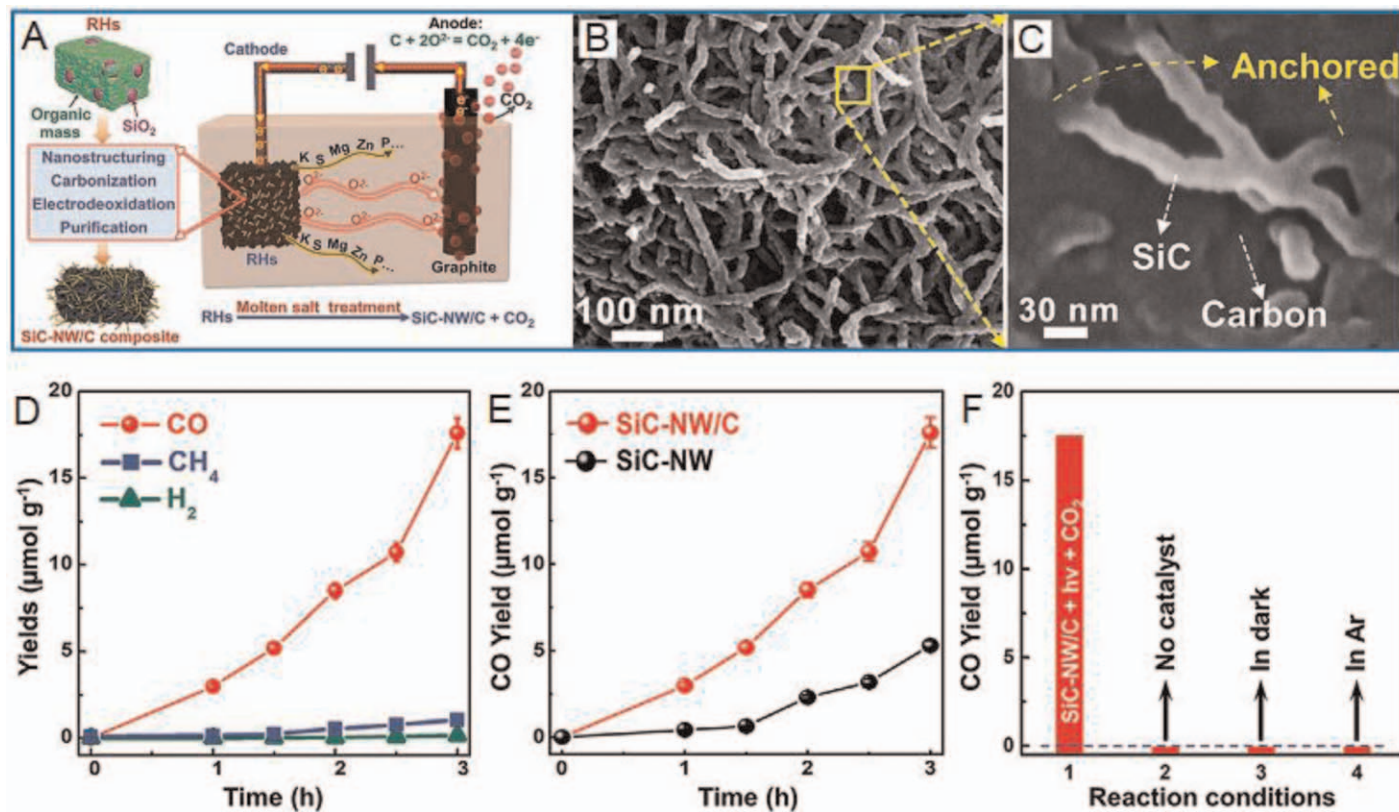 A
RHs
Organic
mass
SiO₂
Nanostructuring
Carbonization
Electrodeoxidation
Purification
SiC-NW/C composite
Cathode
Anode:
C + 2O²⁻ = CO₂ + 4e⁻
CO₂
K S Mg Zn P...
O²⁻ O²⁻ O²⁻
O²⁻ O²⁻ O²⁻
K S Mg Zn P...
RHs
Graphite
Molten salt treatment
RHs SiC-NW/C + CO₂
B
100 nm
C
Anchored
SiC
Carbon
30 nm
D
CO
CH₄
H₂
Yields (μmol g⁻¹)
20
15
10
5
0
0 1 2 3
Time (h)
E
SiC-NW/C
SiC-NW
CO Yield (μmol g⁻¹)
20
15
10
5
0
0 1 2 3
Time (h)
F
CO Yield (μmol g⁻¹)
20
15
10
5
0
SiC-NW/C + hv + CO₂
No catalyst
In dark
In Ar
1 2 3 4
Reaction conditions